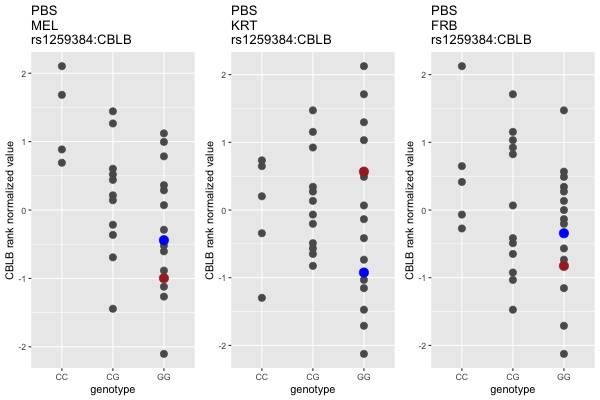 PBS
MEL
rs1259384:CBLB
CBLB rank normalized value
2
1
0
-1
-2
CC CG GG
genotype
PBS
KRT
rs1259384:CBLB
CBLB rank normalized value
2
1
0
-1
-2
CC CG GG
genotype
PBS
FRB
rs1259384:CBLB
CBLB rank normalized value
2
1
0
-1
-2
CC CG GG
genotype